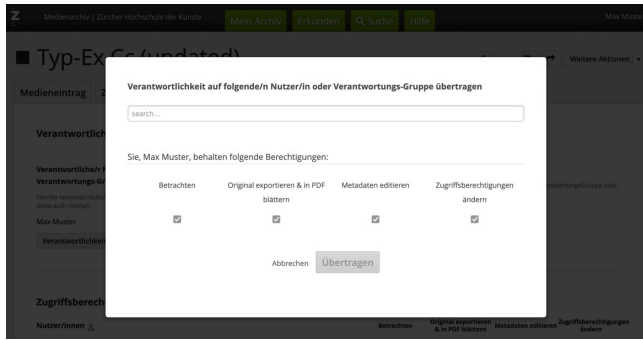 Z Medienarchiv | Zürcher Hochschule der Künste Mein Archiv Erkunden Suche Hilfe Max Muster
Typ-Ex Cc (updated)
Weitere Aktionen
Medieneintrag
Verantwortlichkeit auf folgende/n Nutzer/in oder Verantwortungs-Gruppe übertragen
search...
Sie, Max Muster, behalten folgende Berechtigungen:
Betrachten Original exportieren & in PDF blättern Metadaten editieren Zugriffsberechtigungen ändern
Abbrechen Übertragen
Verantwortlich
Verantwortliche/r
Verantwortungs-Gr
Max Muster
Verantwortlichkei
Zugriffsberech
Nutzer/innen Betrachten Original exportieren & in PDF blättern Metadaten editieren Zugriffsberechtigungen ändern